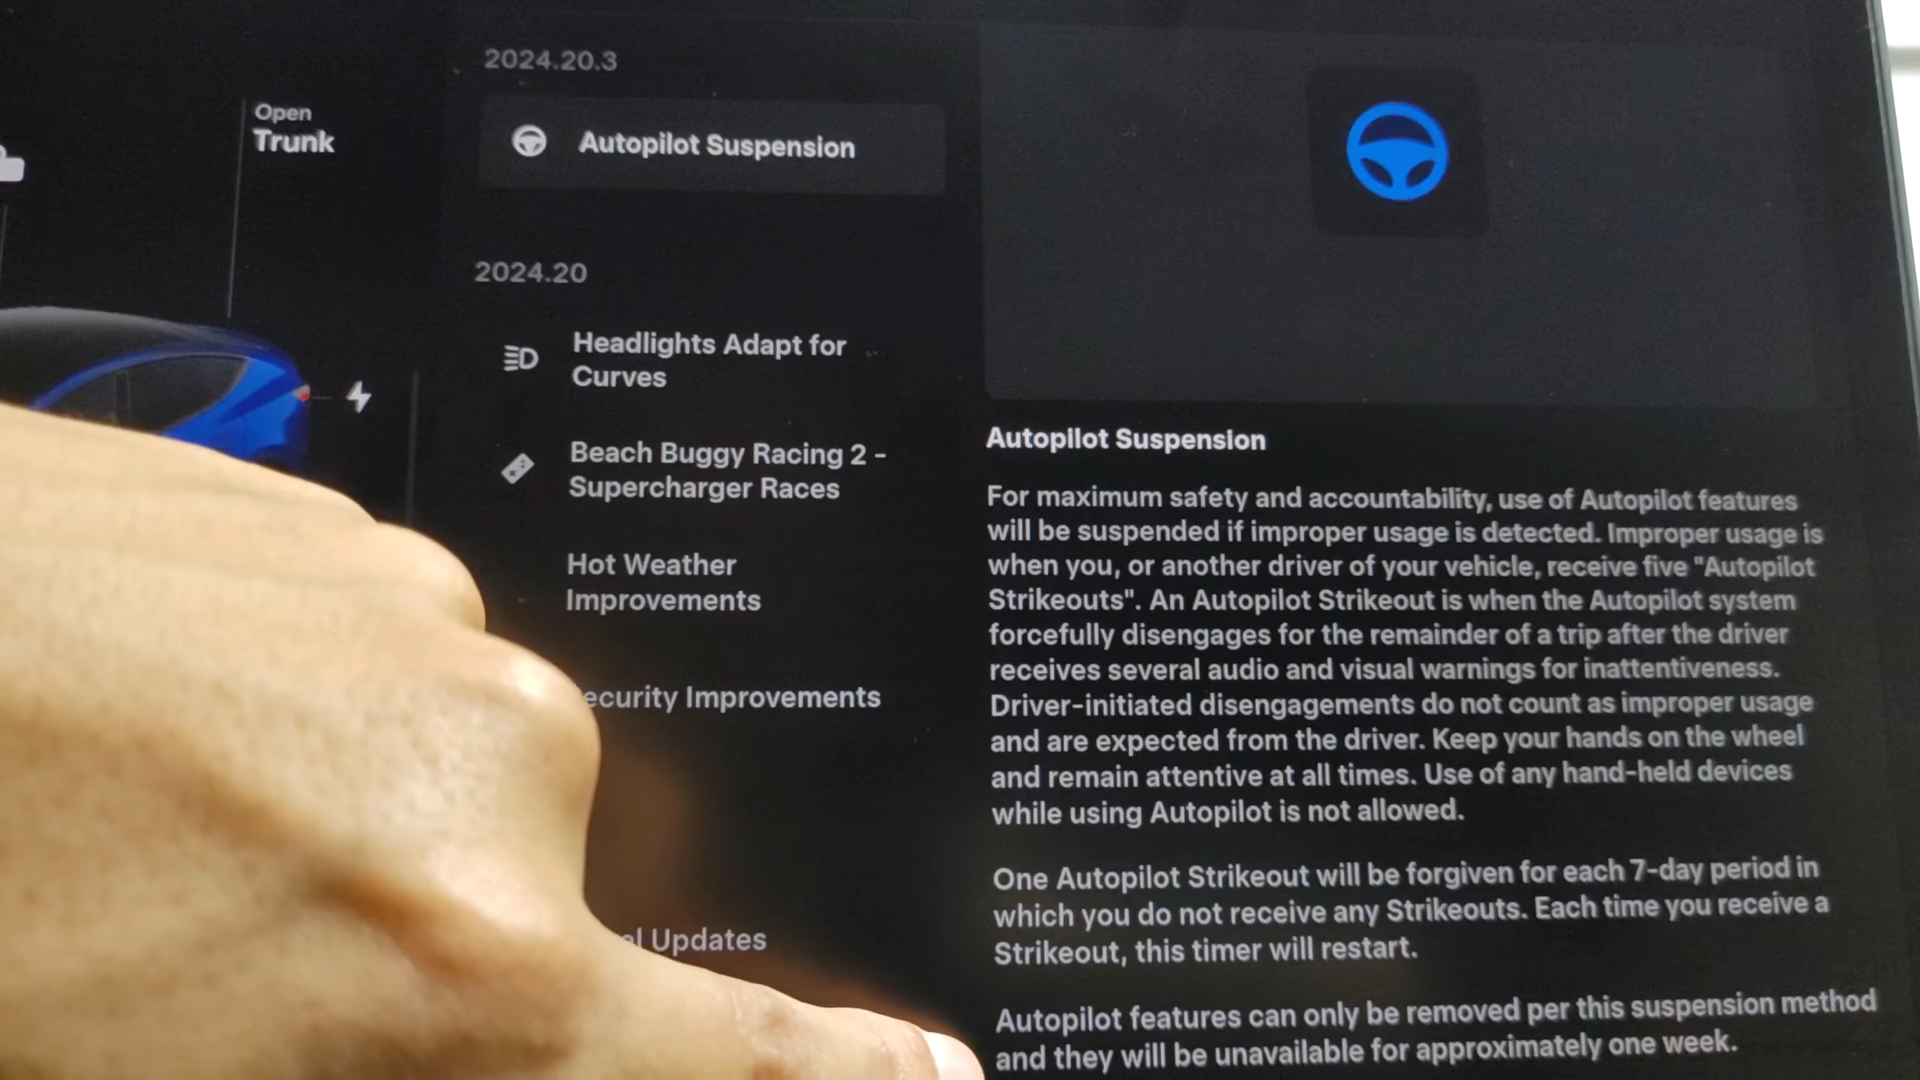 Open
Trunk
2024.20.3
Autopilot Suspension
2024.20
Headlights Adapt for
Curves
Beach Buggy Racing 2 -
Supercharger Races
Hot Weather
Improvements
ecurity Improvements
Updates
Autopilot Suspension
For maximum safety and accountability, use of Autopilot features
will be suspended if improper usage is detected. Improper usage is
when you, or another driver of your vehicle, receive five "Autopilot
Strikeouts". An Autopilot Strikeout is when the Autopilot system
forcefully disengages for the remainder of a trip after the driver
receives several audio and visual warnings for inattentiveness.
Driver-initiated disengagements do not count as improper usage
and are expected from the driver. Keep your hands on the wheel
and remain attentive at all times. Use of any hand-held devices
while using Autopilot is not allowed.
One Autopilot Strikeout will be forgiven for each 7-day period in
which you do not receive any Strikeouts. Each time you receive a
Strikeout, this timer will restart.
Autopilot features can only be removed per this suspension method
and they will be unavailable for approximately one week.